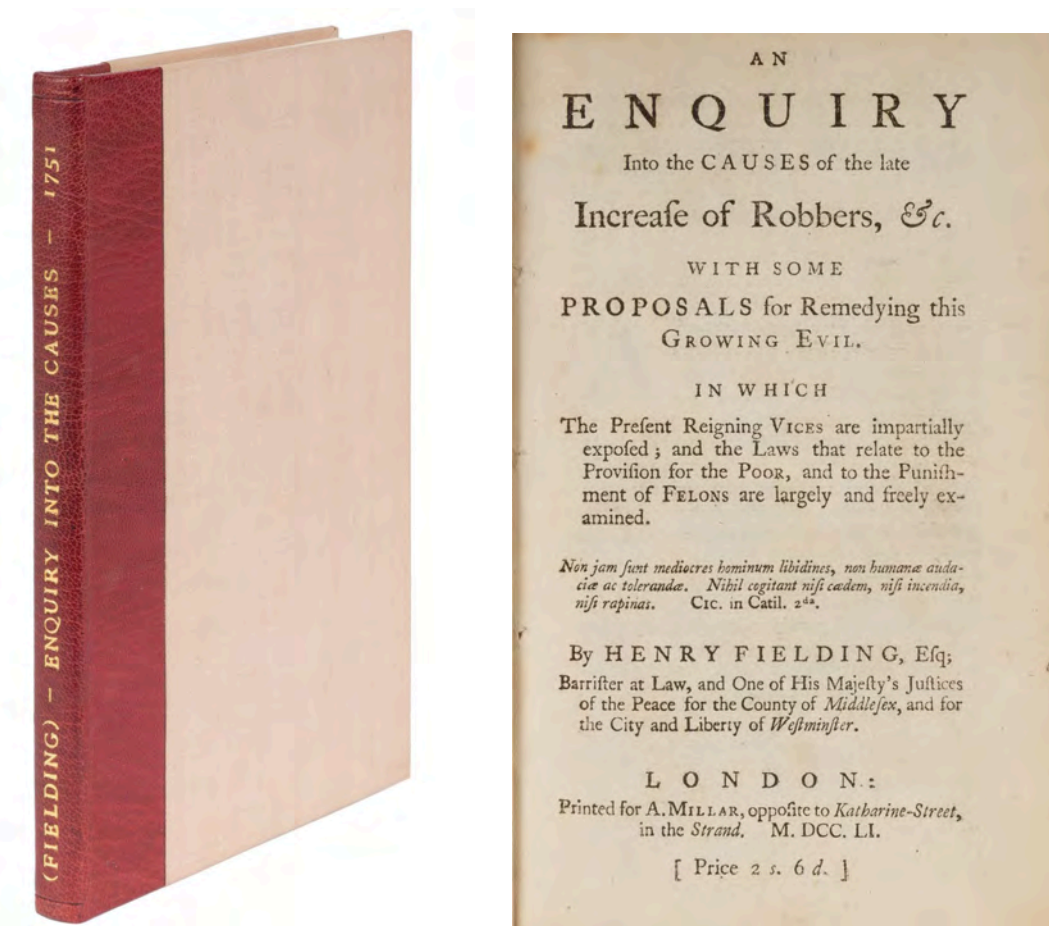 (FIELDING) – ENQUIRY INTO THE CAUSES – 1751
AN
ENQUIRY
Into the CAUSES of the late
Increaſe of Robbers, &c.
WITH SOME
PROPOSALS for Remedying this
GROWING EVIL.
IN WHICH
The Preſent Reigning VICES are impartially
expoſed; and the LAWS that relate to the
Proviſion for the POOR, and to the Puniſh-
ment of FELONS are largely and freely ex-
amined.
Non jam ſunt mediocres hominum libidines, non humanæ auda-
ciæ ac tolerandæ. Nihil cogitant niſi cædem, niſi incendia,
niſi rapinas. CIC. in Catil. 2da.
By HENRY FIELDING, Eſq;
Barriſter at Law, and One of His Majeſty's Juſtices
of the Peace for the County of Middleſex, and for
the City and Liberty of Weſtminſter.
LONDON:
Printed for A. MILLAR, oppoſite to Katharine-Street,
in the Strand. M. DCC. LI.
[ Price 2 s. 6 d. ]